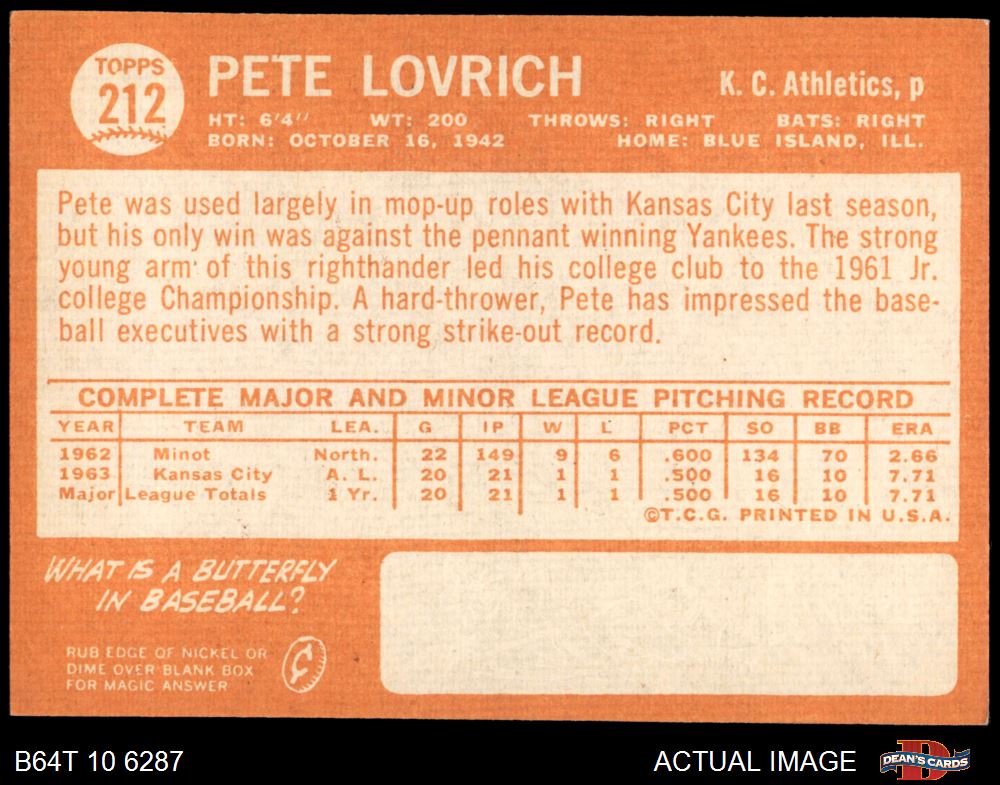 TOPPS
212
PETE LOVRICH
K. C. Athletics, p
HT: 6'4" WT: 200 THROWS: RIGHT BATS: RIGHT
BORN: OCTOBER 16, 1942 HOME: BLUE ISLAND, ILL.
Pete was used largely in mop-up roles with Kansas City last season,
but his only win was against the pennant winning Yankees. The strong
young arm of this righthander led his college club to the 1961 Jr.
college Championship. A hard-thrower, Pete has impressed the base-
ball executives with a strong strike-out record.
COMPLETE MAJOR AND MINOR LEAGUE PITCHING RECORD
YEAR TEAM LEA. G IP W L PCT SO BB ERA
1962 Minot North. 22 149 9 6 .600 134 70 2.66
1963 Kansas City A. L. 20 21 1 1 .500 16 10 7.71
Major League Totals 1 Yr. 20 21 1 1 .500 16 10 7.71
©T.C.G. PRINTED IN U.S.A.
WHAT IS A BUTTERFLY
IN BASEBALL?
RUB EDGE OF NICKEL OR
DIME OVER BLANK BOX
FOR MAGIC ANSWER
¢
B64T 10 6287
ACTUAL IMAGE
DEAN'S CARDS